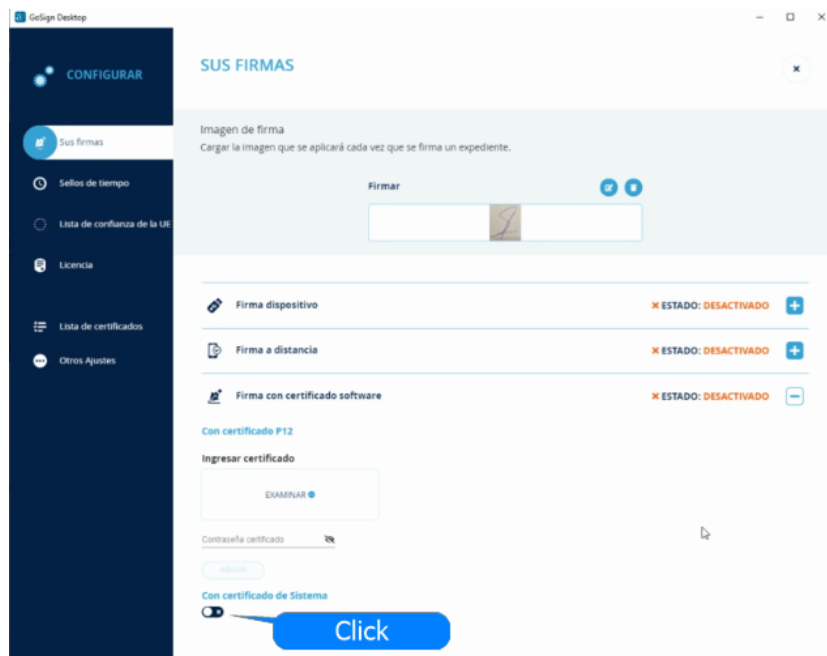 GoSign Desktop
CONFIGURAR
SUS FIRMAS
Sus firmas
Sellos de tiempo
Lista de confianza de la UE
Licencia
Lista de certificados
Otros Ajustes
Imagen de firma
Cargar la imagen que se aplicará cada vez que se firma un expediente.
Firmar
Firma dispositivo
ESTADO: DESACTIVADO
Firma a distancia
ESTADO: DESACTIVADO
Firma con certificado software
ESTADO: DESACTIVADO
Con certificado P12
Ingresar certificado
EXAMINAR
Contraseña certificado
Con certificado de Sistema
Click